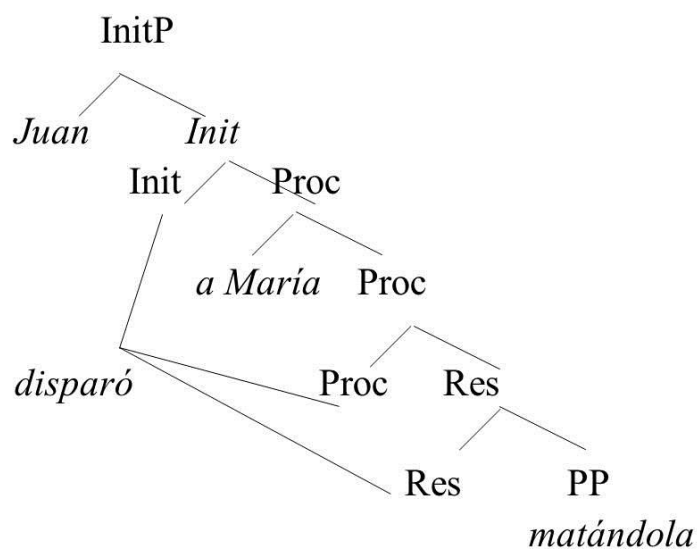 InitP
Juan Init
Init Proc
a María Proc
disparó Proc Res
Res PP
matándola